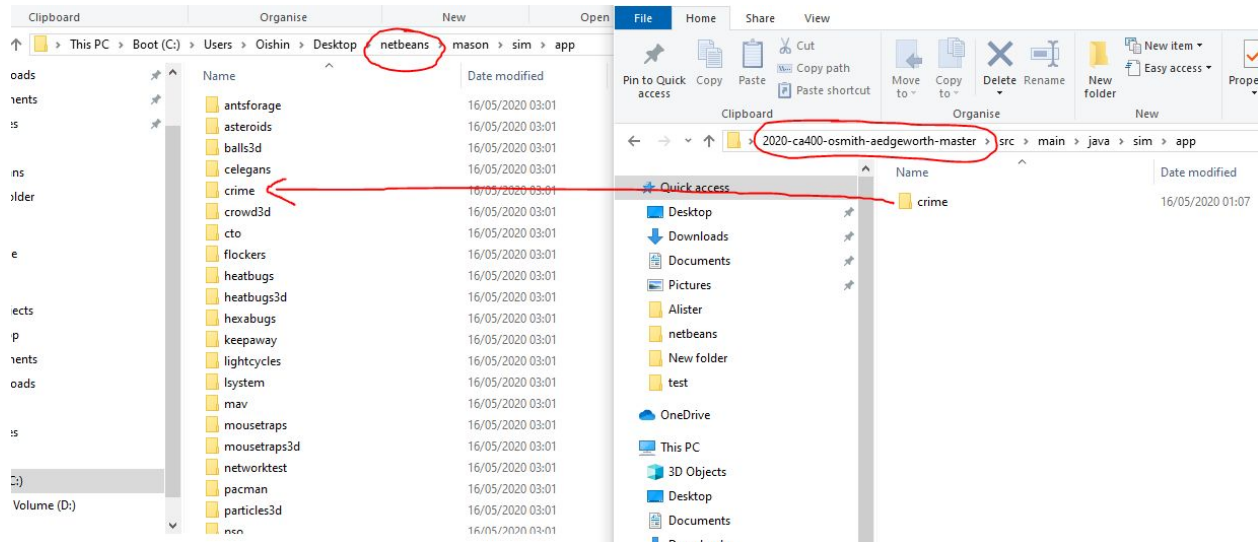 Clipboard
Organise
New
Open
This PC > Boot (C:) > Users > Oishin > Desktop > netbeans > mason > sim > app
Name
Date modified
antsforage 16/05/2020 03:01
asteroids 16/05/2020 03:01
balls3d 16/05/2020 03:01
celegans 16/05/2020 03:01
crime 16/05/2020 03:01
crowd3d 16/05/2020 03:01
cto 16/05/2020 03:01
flockers 16/05/2020 03:01
heatbugs 16/05/2020 03:01
heatbugs3d 16/05/2020 03:01
hexabugs 16/05/2020 03:01
keepaway 16/05/2020 03:01
lightcycles 16/05/2020 03:01
lsystem 16/05/2020 03:01
mav 16/05/2020 03:01
mousetraps 16/05/2020 03:01
mousetraps3d 16/05/2020 03:01
networktest 16/05/2020 03:01
pacman 16/05/2020 03:01
particles3d 16/05/2020 03:01
pso 16/05/2020 03:01
oads
nents
es
ns
older
e
ects
p
nents
oads
es
C:)
Volume (D:)
File
Home
Share
View
Pin to Quick
access
Copy
Paste
Cut
Copy path
Paste shortcut
Move
to
Copy
to
Delete
Rename
New
folder
New item
Easy access
Prope
Clipboard
Organise
New
2020-ca400-osmith-aedgeworth-master > src > main > java > sim > app
Name
Date modified
crime 16/05/2020 01:07
Quick access
Desktop
Downloads
Documents
Pictures
Alister
netbeans
New folder
test
OneDrive
This PC
3D Objects
Desktop
Documents